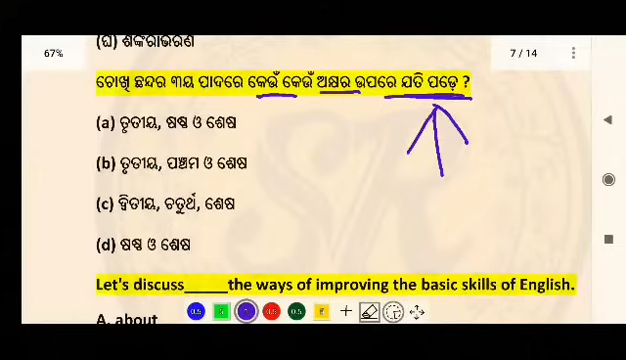 67%
7 / 14
(ଘ) ଶଙ୍କରାଭରଣ
ଚୋଖି ଛନ୍ଦର ୩ୟ ପାଦରେ କେଉଁ କେଉଁ ଅକ୍ଷର ଉପରେ ଯତି ପଡ଼େ ?
(a) ତୃତୀୟ, ଷଷ୍ଠ ଓ ଶେଷ
(b) ତୃତୀୟ, ପଞ୍ଚମ ଓ ଶେଷ
(c) ଦ୍ଵିତୀୟ, ଚତୁର୍ଥ, ଶେଷ
(d) ଷଷ୍ଠ ଓ ଶେଷ
Let's discuss_____the ways of improving the basic skills of English.
A. about